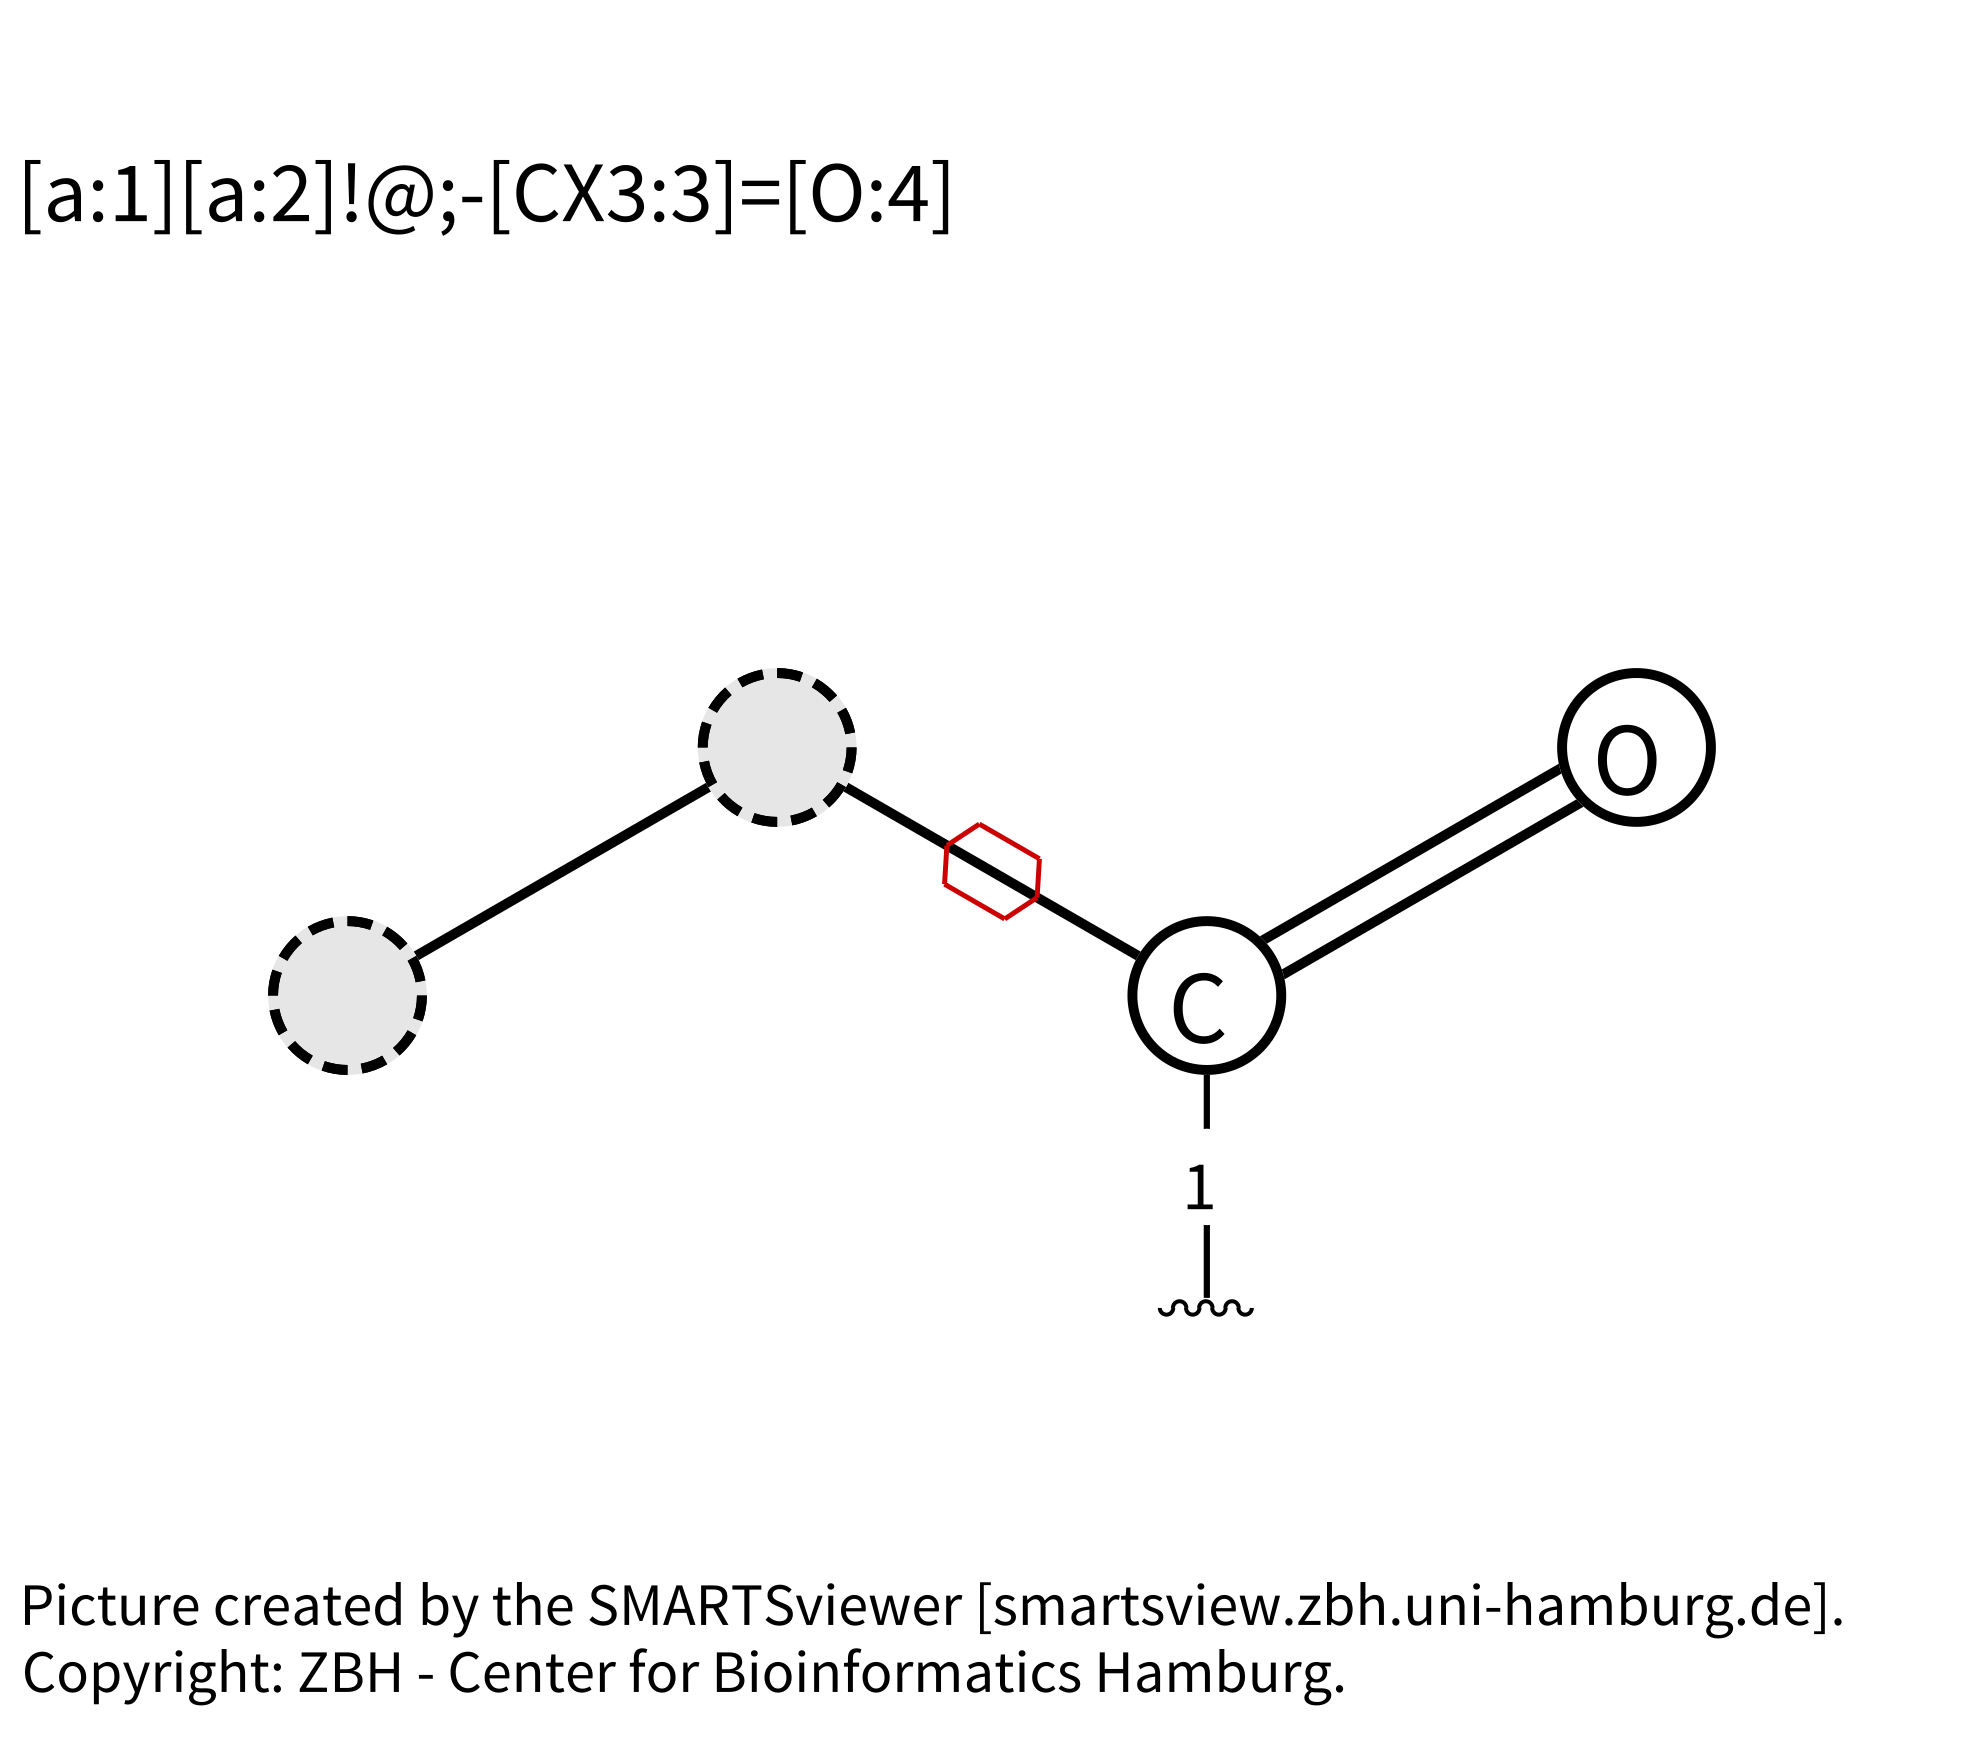 [a:1][a:2]!@;-[CX3:3]=[O:4]
O
C
1
Picture created by the SMARTSviewer [smartsview.zbh.uni-hamburg.de].
Copyright: ZBH - Center for Bioinformatics Hamburg.